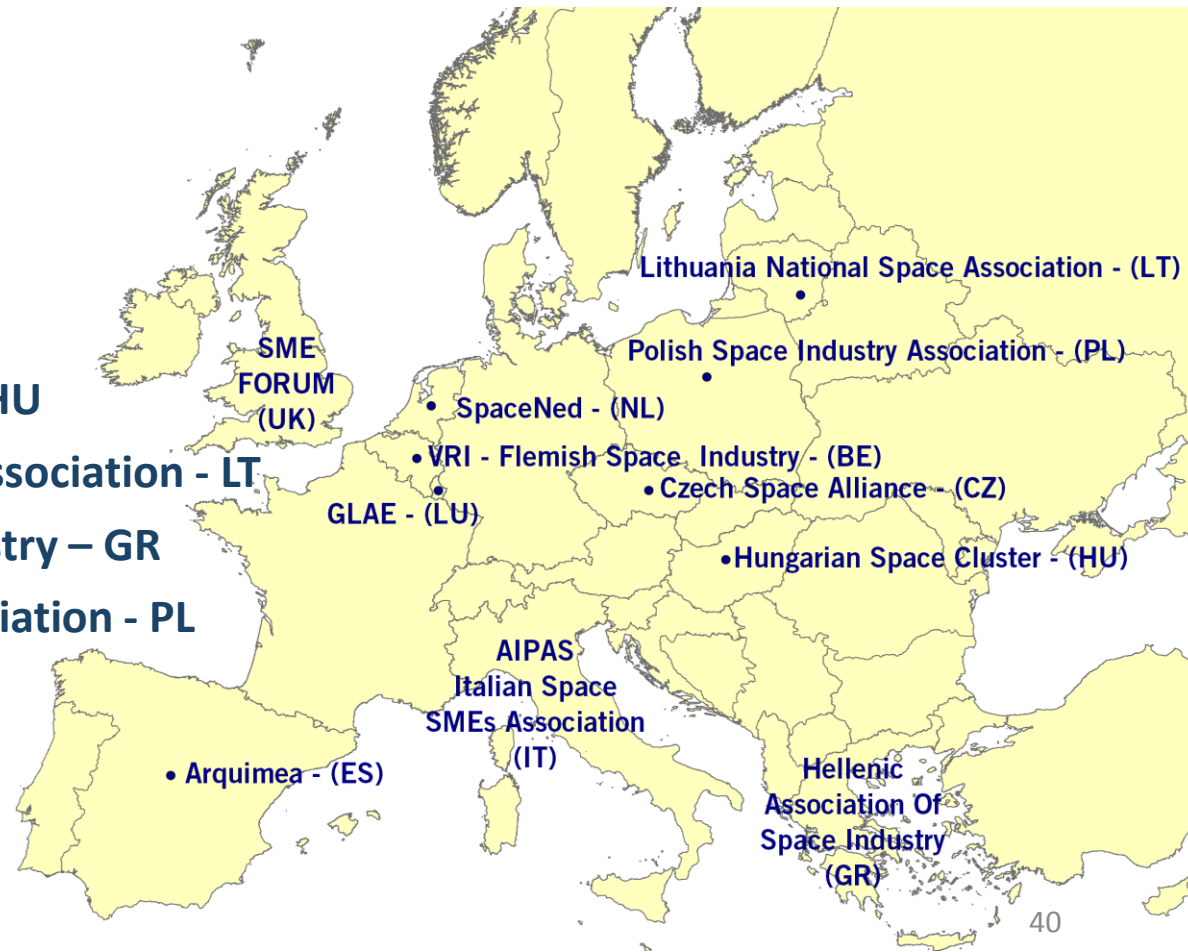 Lithuania National Space Association - (LT)
SME
FORUM
(UK)
Polish Space Industry Association - (PL)
HU
SpaceNed - (NL)
ssociation - LT
VRI - Flemish Space Industry - (BE)
Czech Space Alliance - (CZ)
GLAE - (LU)
stry – GR
Hungarian Space Cluster - (HU)
iation - PL
AIPAS
Italian Space
SMEs Association
(IT)
Arquimea - (ES)
Hellenic
Association Of
Space Industry
(GR)
40